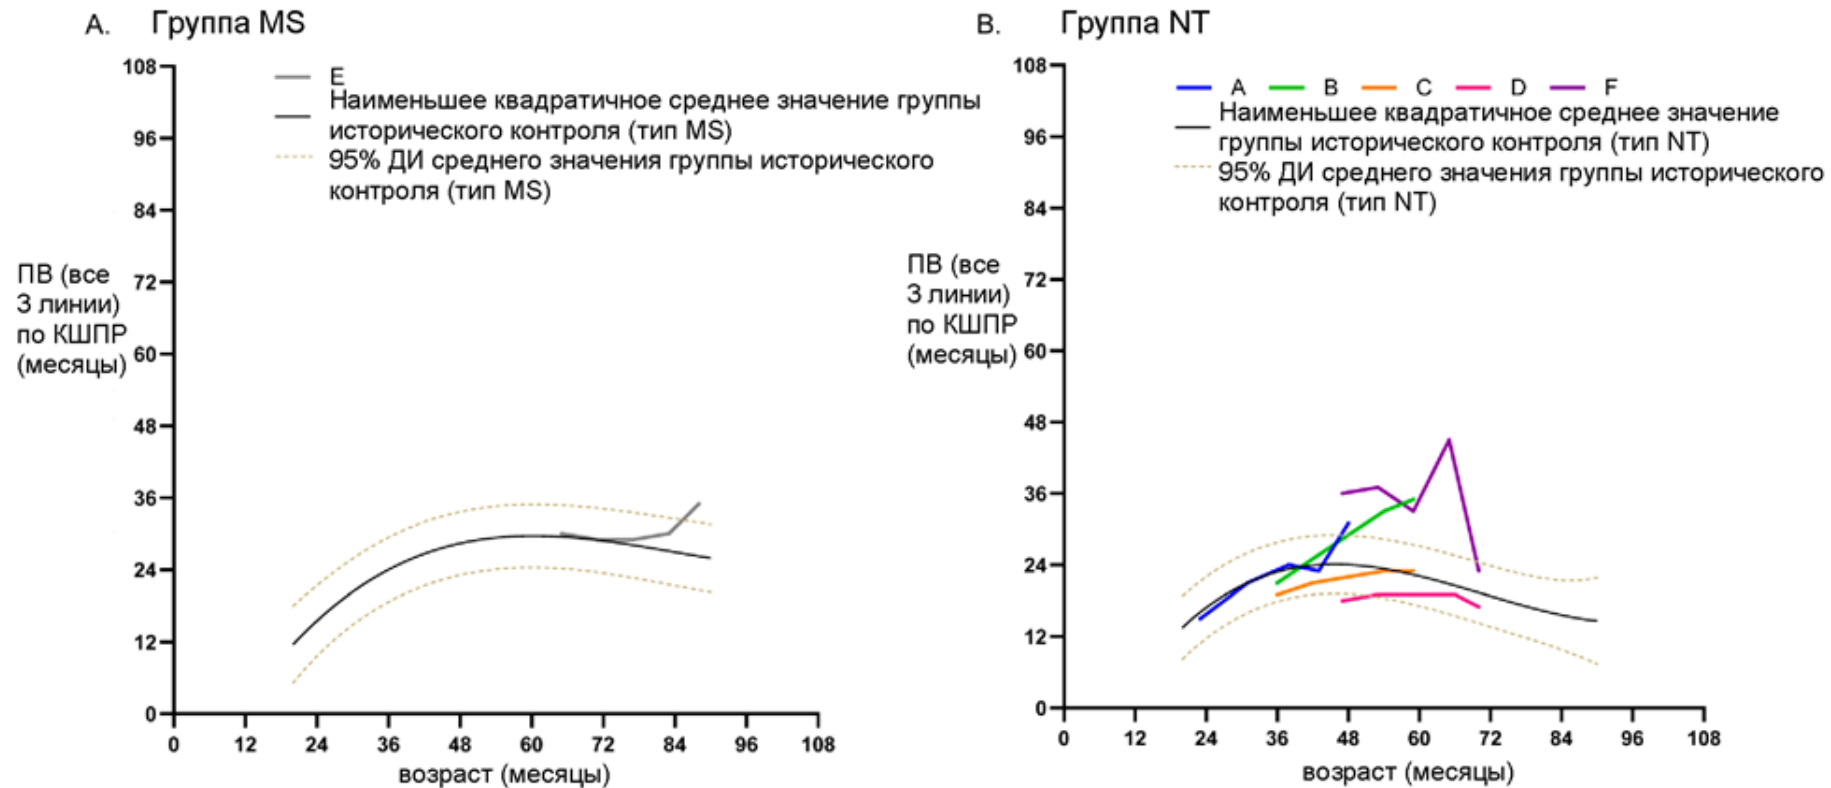 A. Группа MS
E
Наименьшее квадратичное среднее значение группы
исторического контроля (тип MS)
95% ДИ среднего значения группы исторического
контроля (тип MS)
ПВ (все
3 линии)
по КШПР
(месяцы)
108
96
84
72
60
48
36
24
12
0
0 12 24 36 48 60 72 84 96 108
возраст (месяцы)
B. Группа NT
A B C D F
Наименьшее квадратичное среднее значение
группы исторического контроля (тип NT)
95% ДИ среднего значения группы исторического
контроля (тип NT)
ПВ (все
3 линии)
по КШПР
(месяцы)
108
96
84
72
60
48
36
24
12
0
0 12 24 36 48 60 72 84 96 108
возраст (месяцы)